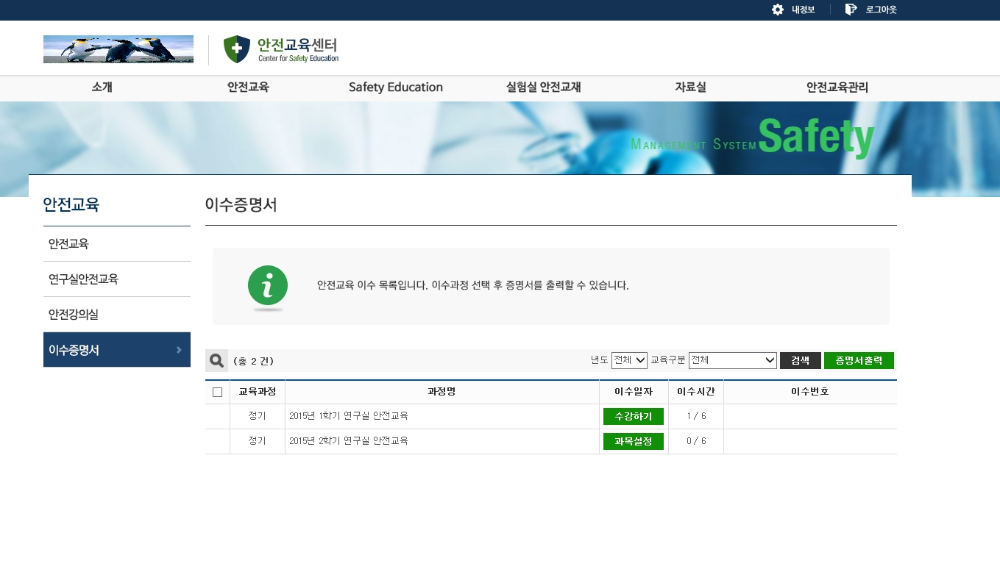 내정보 로그아웃
안전교육센터
Center for Safety Education
소개 안전교육 Safety Education 실험실 안전교재 자료실 안전교육관리
MANAGEMENT SYSTEM Safety
안전교육
안전교육
연구실안전교육
안전강의실
이수증명서
이수증명서
안전교육 이수 목록입니다. 이수과정 선택 후 증명서를 출력할 수 있습니다.
(총 2 건) 년도 전체 교육구분 전체 검색 증명서출력
교육과정 과정명 이수일자 이수시간 이수번호
정기 2015년 1학기 연구실 안전교육 수강하기 1 / 6
정기 2015년 2학기 연구실 안전교육 과목설정 0 / 6